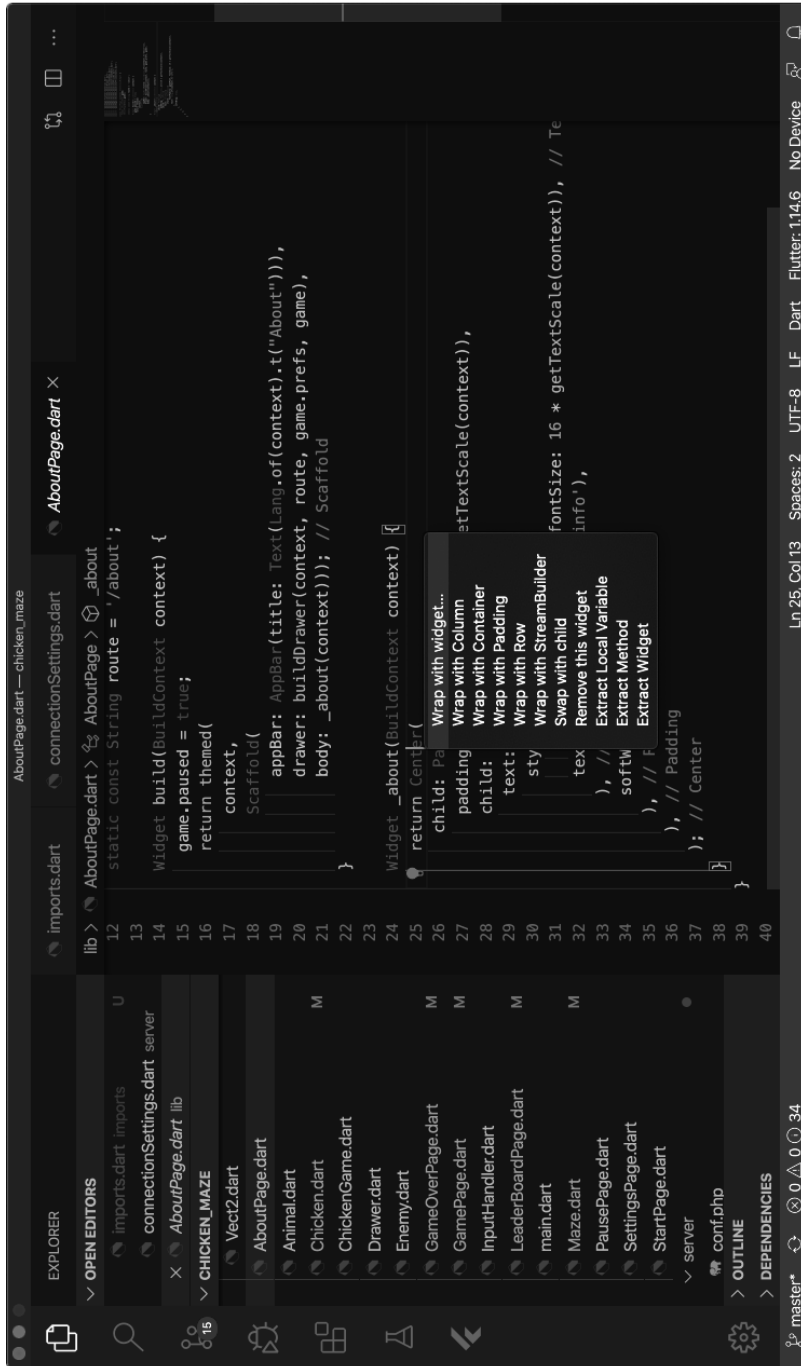 AboutPage.dart — chicken_maze
EXPLORER
OPEN EDITORS
imports.dart imports U
connectionSettings.dart server
AboutPage.dart lib
CHICKEN_MAZE
Vect2.dart
AboutPage.dart
Animal.dart
Chicken.dart M
ChickenGame.dart
Drawer.dart
Enemy.dart
GameOverPage.dart M
GamePage.dart M
InputHandler.dart
LeaderBoardPage.dart M
main.dart
Maze.dart M
PausePage.dart
SettingsPage.dart
StartPage.dart
server
conf.php
OUTLINE
DEPENDENCIES
15
imports.dart
connectionSettings.dart
AboutPage.dart
lib > AboutPage.dart > AboutPage > _about
12 static const String route = '/about';
13
14 Widget build(BuildContext context) {
15 game.paused = true;
16 return themed(
17 context,
18 Scaffold(
19 appBar: AppBar(title: Text(Lang.of(context).t("About"))),
20 drawer: buildDrawer(context, route, game.prefs, game),
21 body: _about(context))); // Scaffold
22 }
23
24 Widget _about(BuildContext context) {
25 return Center(
26 child: Pa
27 padding etTextScale(context)),
28 child:
29 text:
30 sty
31 fontSize: 16 * getTextScale(context)), // Te
32 tex info'),
33 ), //
34 softW
35 ), // R
36 ), // Padding
37 ); // Center
38 }
39 }
40
Wrap with widget...
Wrap with Column
Wrap with Container
Wrap with Padding
Wrap with Row
Wrap with StreamBuilder
Swap with child
Remove this widget
Extract Local Variable
Extract Method
Extract Widget
master* 0 0 34 Ln 25, Col 13 Spaces: 2 UTF-8 LF Dart Flutter: 1.14.6 No Device